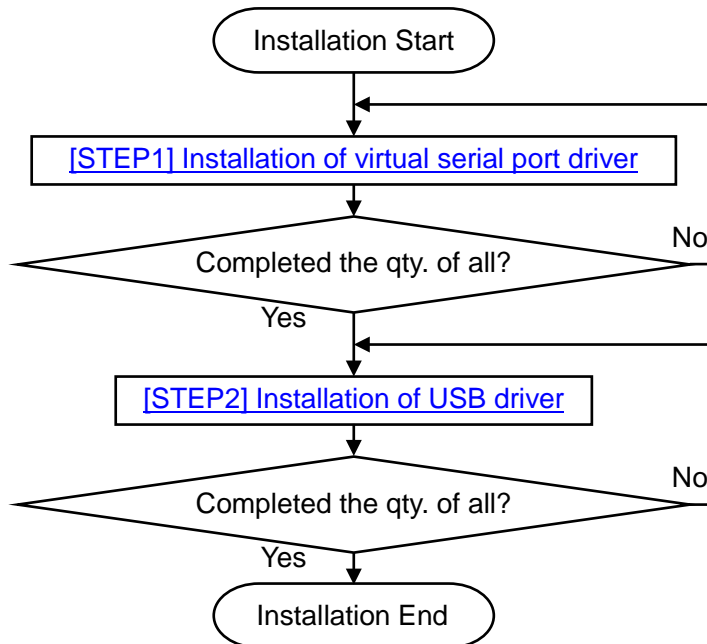 Installation Start
[STEP1] Installation of virtual serial port driver
Completed the qty. of all?
No
Yes
[STEP2] Installation of USB driver
Completed the qty. of all?
No
Yes
Installation End